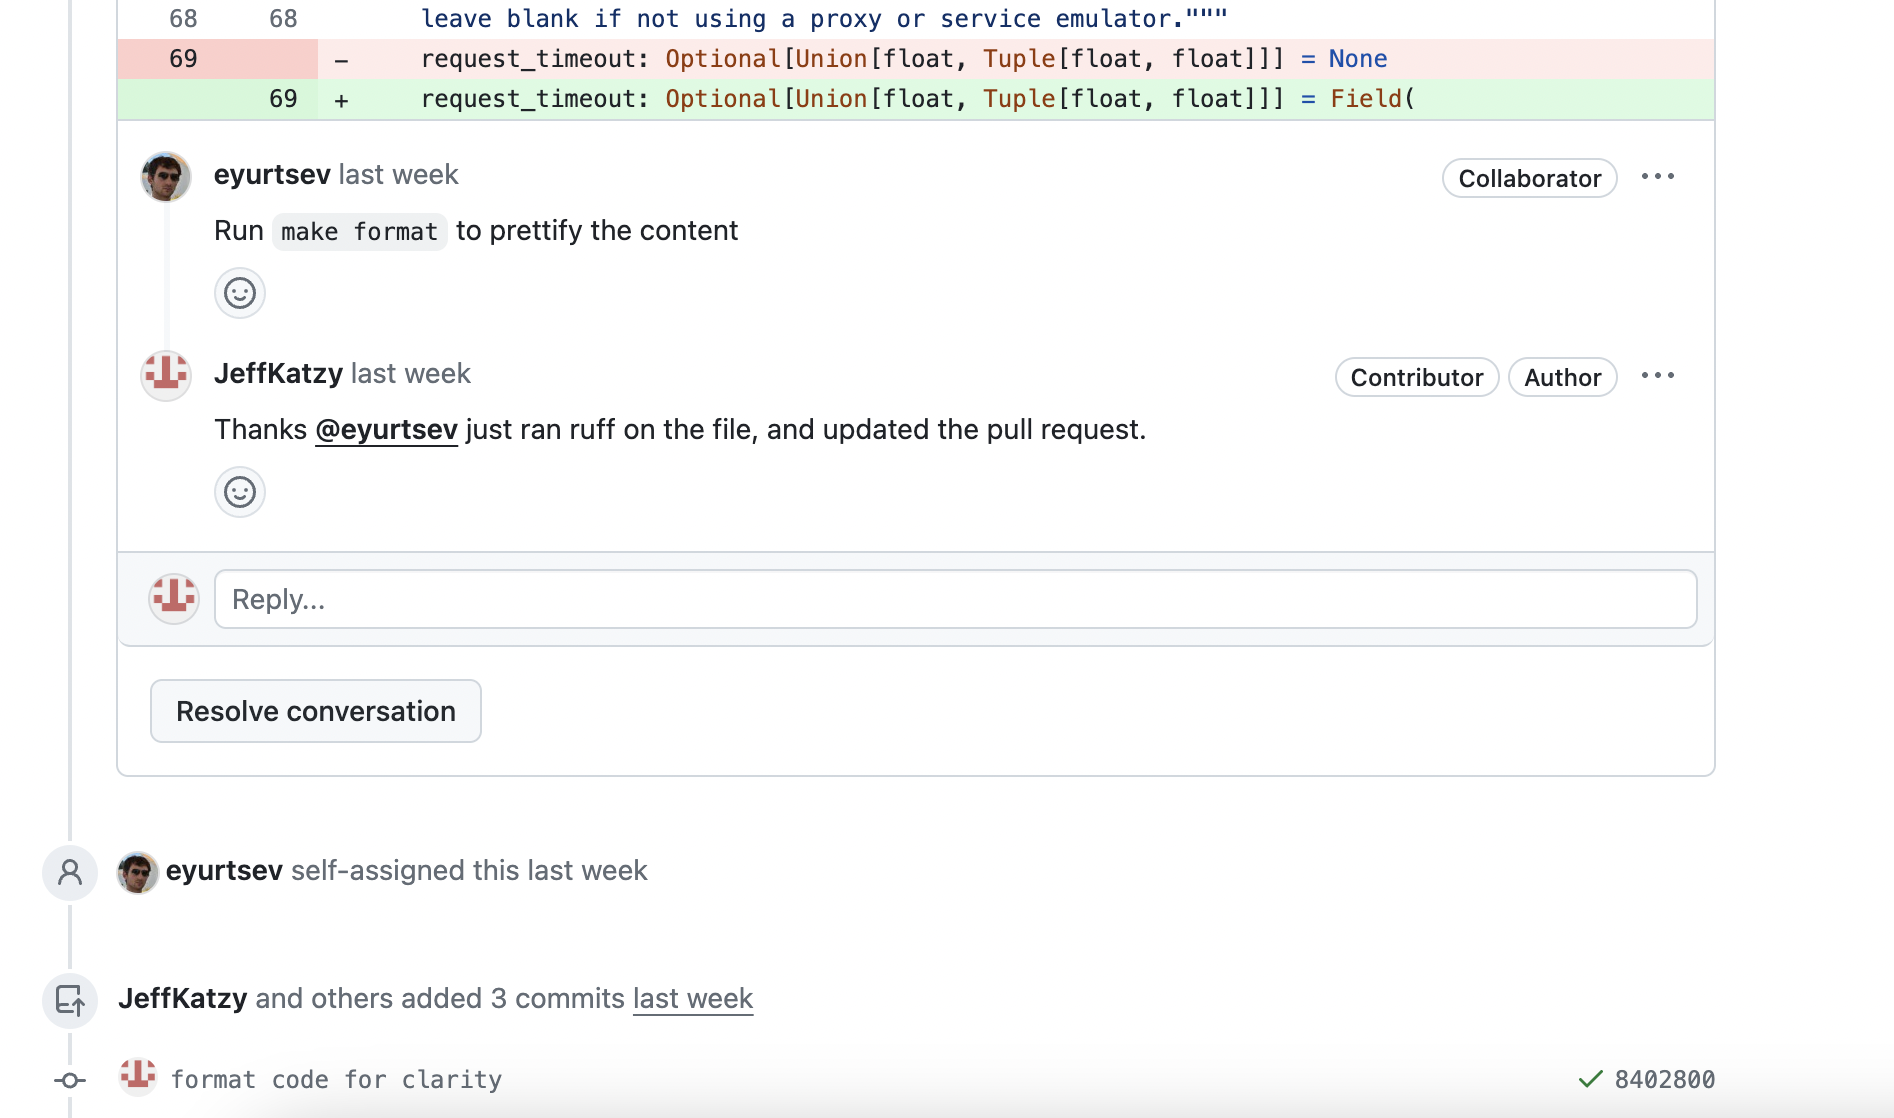 68 68 leave blank if not using a proxy or service emulator."""
69 - request_timeout: Optional[Union[float, Tuple[float, float]]] = None
69 + request_timeout: Optional[Union[float, Tuple[float, float]]] = Field(
eyurtsev last week Collaborator ...
Run make format to prettify the content
JeffKatzy last week Contributor Author ...
Thanks @eyurtsev just ran ruff on the file, and updated the pull request.
Reply...
Resolve conversation
eyurtsev self-assigned this last week
JeffKatzy and others added 3 commits last week
format code for clarity 8402800